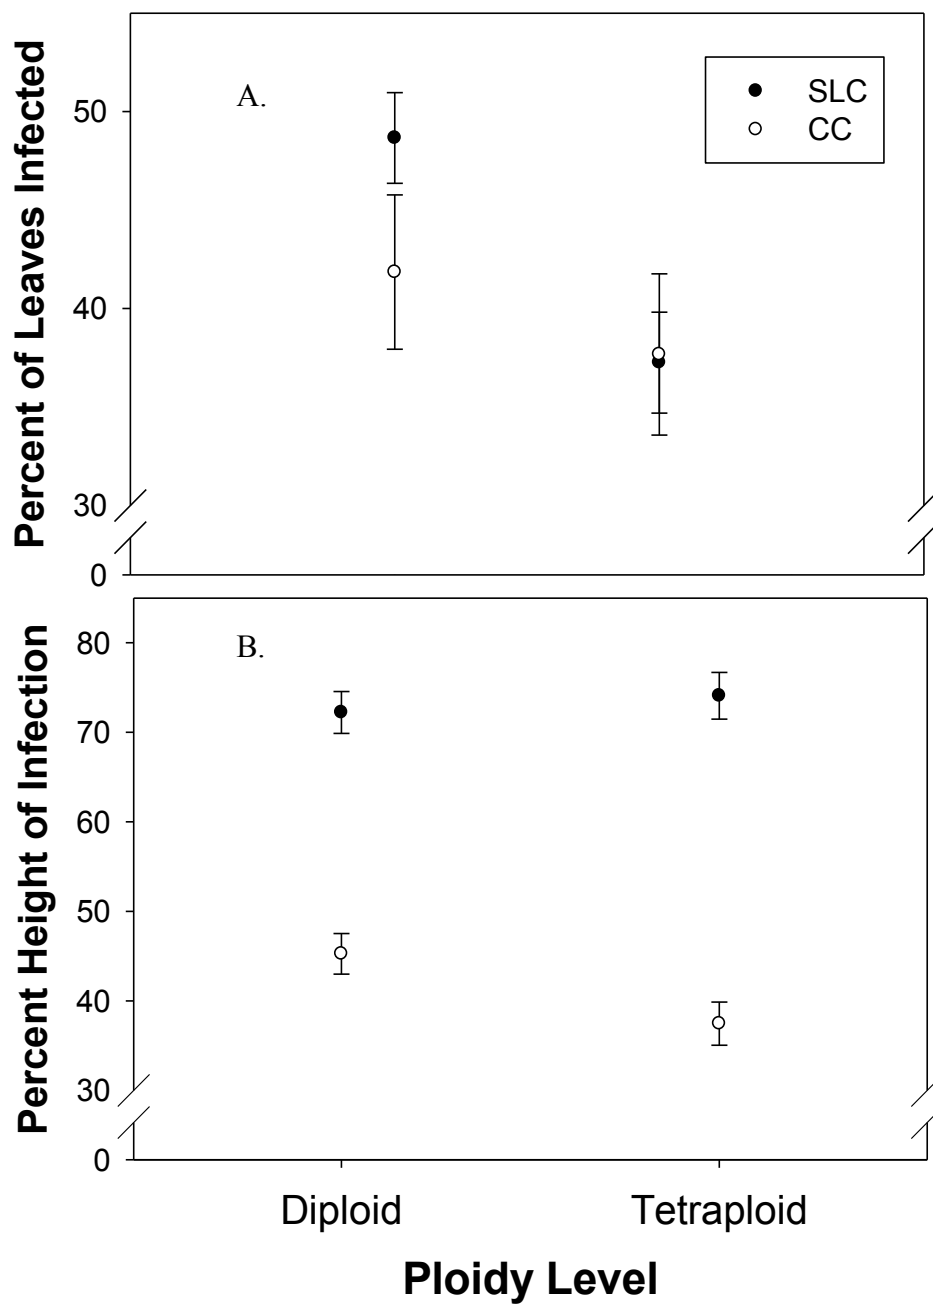 Percent of Leaves Infected
A.
SLC
CC
50
40
30
0
Percent Height of Infection
B.
80
70
60
50
40
30
0
Diploid
Tetraploid
Ploidy Level